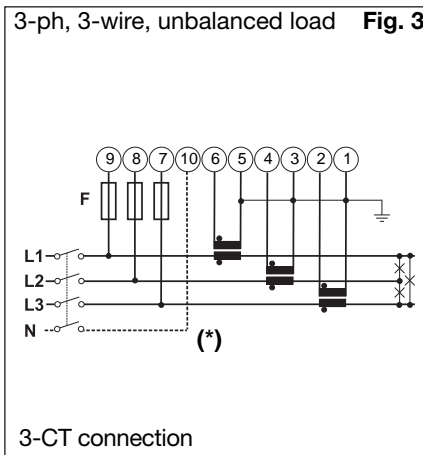 3-ph, 3-wire, unbalanced load Fig. 3
9 8 7 10 6 5 4 3 2 1
F
L1
L2
L3
N
(*)
3-CT connection